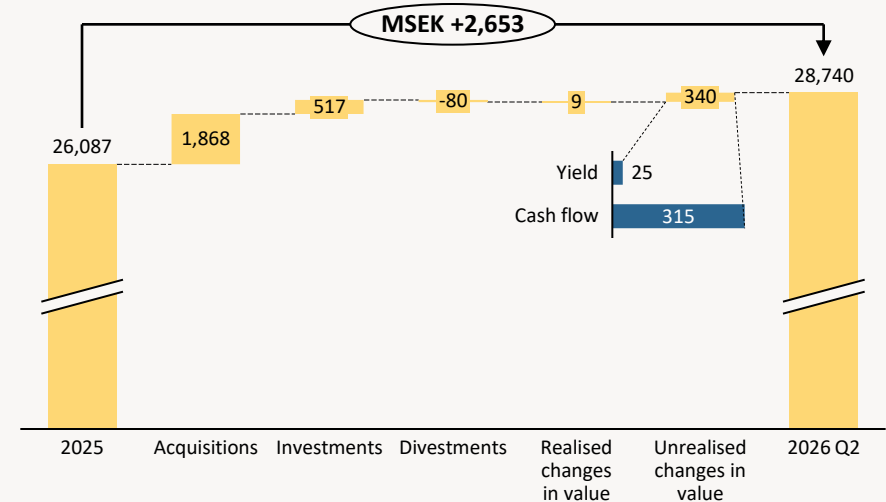 MSEK +2,653
28,740
340
9
-80
517
1,868
26,087
Yield
25
Cash flow
315
2025
Acquisitions
Investments
Divestments
Realised
changes
in value
Unrealised
changes in
value
2026 Q2